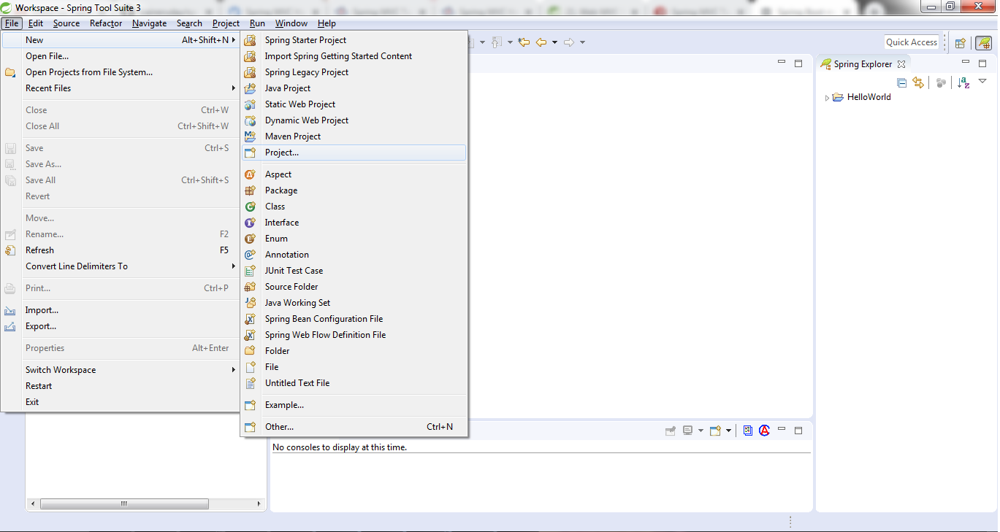 Workspace - Spring Tool Suite 3
File Edit Source Refactor Navigate Search Project Run Window Help
Quick Access
New Alt+Shift+N
Open File...
Open Projects from File System...
Recent Files
Close Ctrl+W
Close All Ctrl+Shift+W
Save Ctrl+S
Save As...
Save All Ctrl+Shift+S
Revert
Move...
Rename... F2
Refresh F5
Convert Line Delimiters To
Print... Ctrl+P
Import...
Export...
Properties Alt+Enter
Switch Workspace
Restart
Exit
Spring Starter Project
Import Spring Getting Started Content
Spring Legacy Project
Java Project
Static Web Project
Dynamic Web Project
Maven Project
Project...
Aspect
Package
Class
Interface
Enum
Annotation
JUnit Test Case
Source Folder
Java Working Set
Spring Bean Configuration File
Spring Web Flow Definition File
Folder
File
Untitled Text File
Example...
Other... Ctrl+N
Spring Explorer
HelloWorld
No consoles to display at this time.